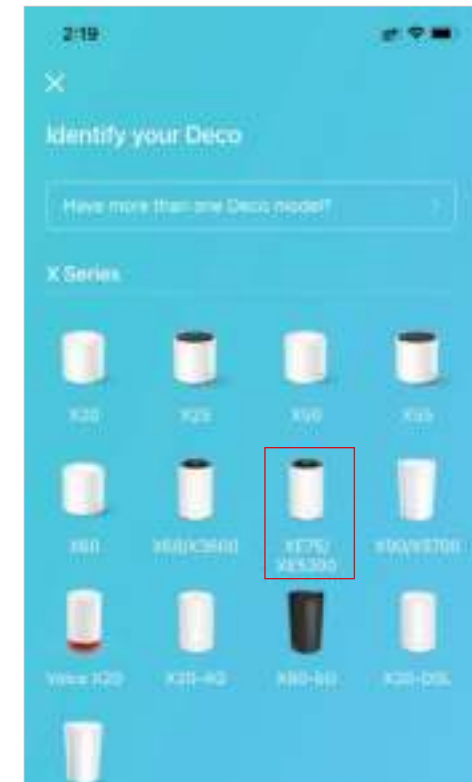 2:19
Identify your Deco
Have more than one Deco model?
X Series
X20
X25
X50
X55
X60
X68/X3600
XE75/
XE5300
X90/X5700
Voice X20
X20-4G
X80-5G
X20-DSL